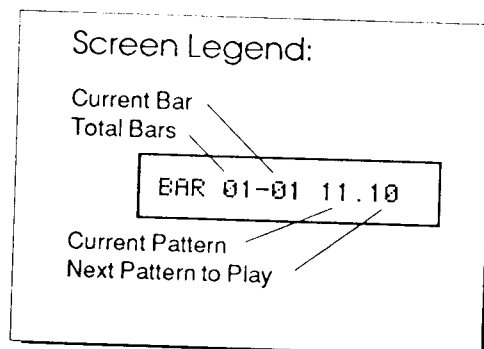 Screen Legend:
Current Bar
Total Bars
BAR 01-01 11.10
Current Pattern
Next Pattern to Play